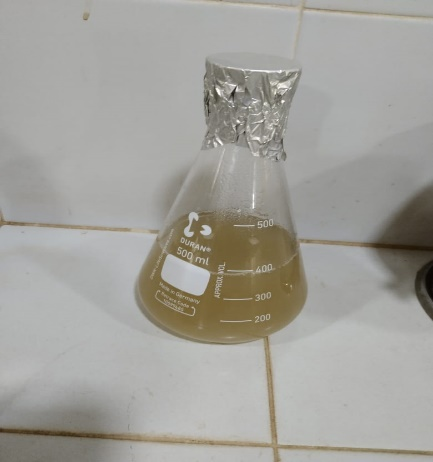 DURAN®
500 ml
Made in Germany
APPROX. VOL.
500
400
300
200